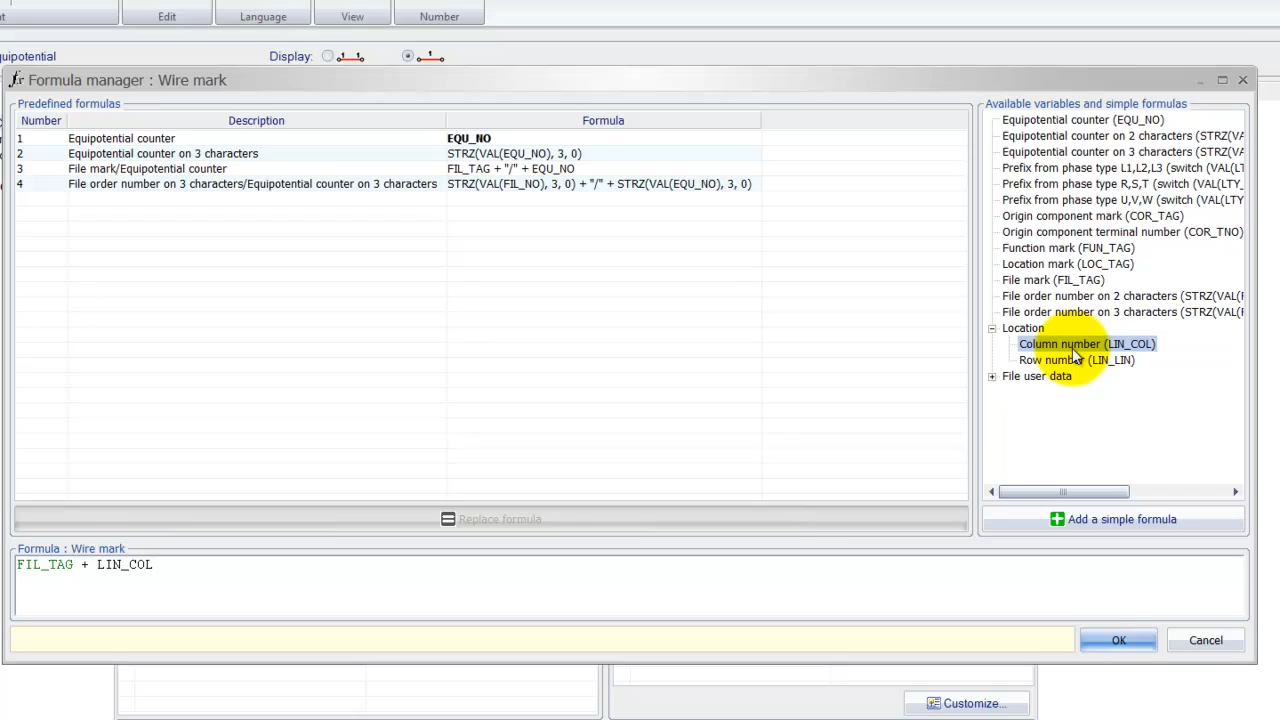 t
Edit
Language
View
Number
quipotential
Display:
Formula manager : Wire mark
Predefined formulas
Number Description Formula
1 Equipotential counter EQU_NO
2 Equipotential counter on 3 characters STRZ(VAL(EQU_NO), 3, 0)
3 File mark/Equipotential counter FIL_TAG + "/" + EQU_NO
4 File order number on 3 characters/Equipotential counter on 3 characters STRZ(VAL(FIL_NO), 3, 0) + "/" + STRZ(VAL(EQU_NO), 3, 0)
Replace formula
Available variables and simple formulas
Equipotential counter (EQU_NO)
Equipotential counter on 2 characters (STRZ(VA
Equipotential counter on 3 characters (STRZ(VA
Prefix from phase type L1,L2,L3 (switch (VAL(LT
Prefix from phase type R,S,T (switch (VAL(LTY_
Prefix from phase type U,V,W (switch (VAL(LTY
Origin component mark (COR_TAG)
Origin component terminal number (COR_TNO)
Function mark (FUN_TAG)
Location mark (LOC_TAG)
File mark (FIL_TAG)
File order number on 2 characters (STRZ(VAL(F
File order number on 3 characters (STRZ(VAL(F
Location
Column number (LIN_COL)
Row number (LIN_LIN)
File user data
Add a simple formula
Formula : Wire mark
FIL_TAG + LIN_COL
OK
Cancel
Customize...